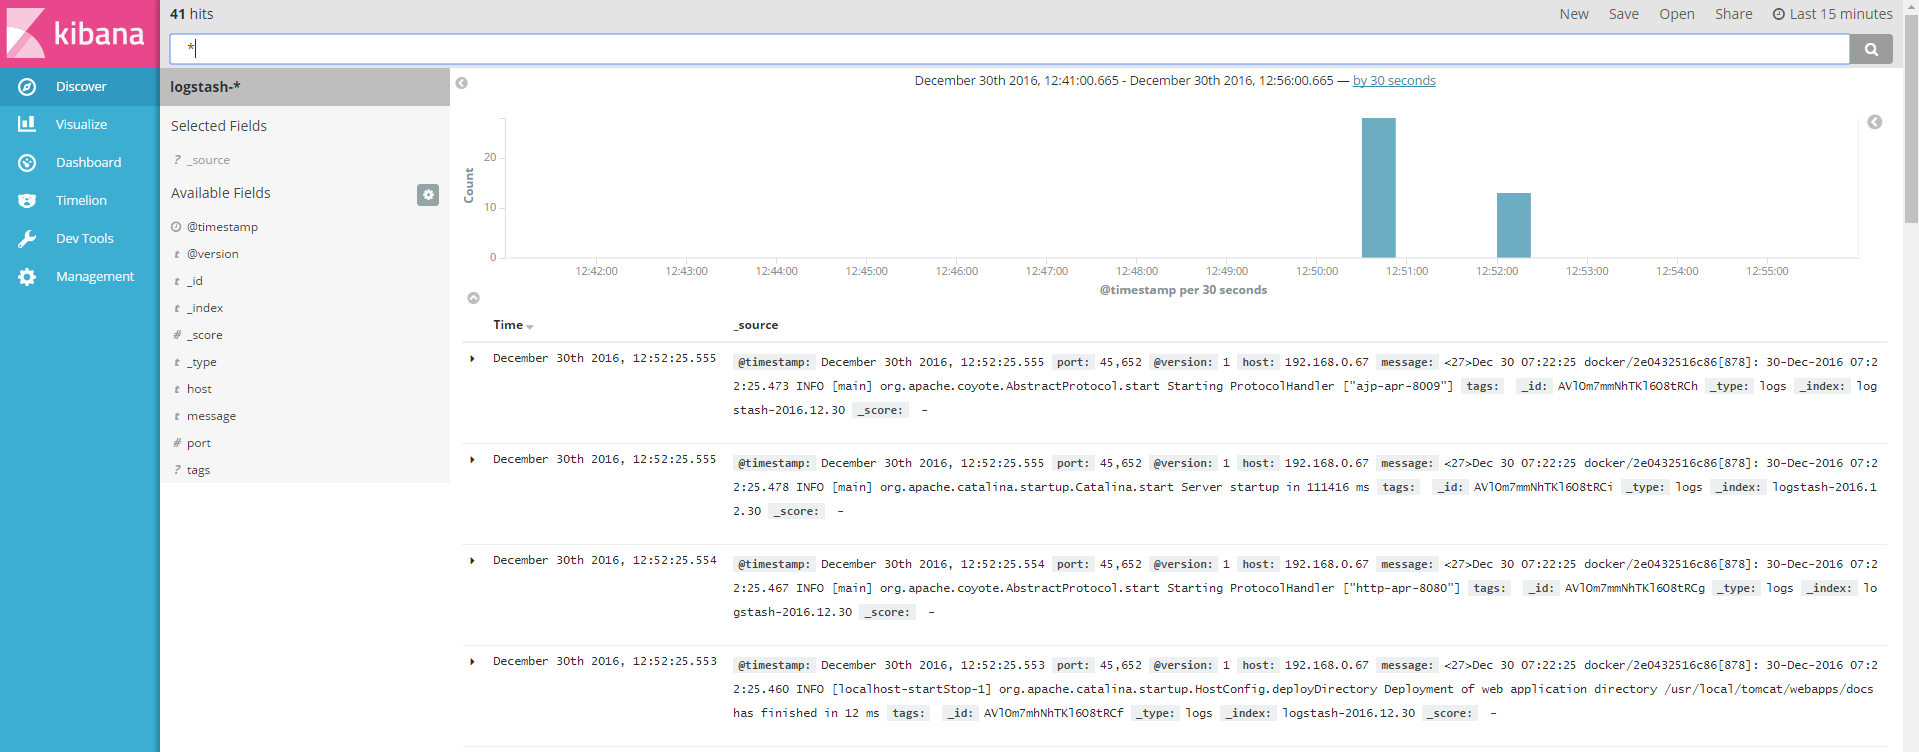 kibana
Discover
Visualize
Dashboard
Timelion
Dev Tools
Management
41 hits
New Save Open Share Last 15 minutes
*
logstash-*
Selected Fields
? _source
Available Fields
@timestamp
t @version
t _id
t _index
# _score
t _type
t host
t message
# port
? tags
December 30th 2016, 12:41:00.665 - December 30th 2016, 12:56:00.665 — by 30 seconds
Count
20
10
0
12:42:00 12:43:00 12:44:00 12:45:00 12:46:00 12:47:00 12:48:00 12:49:00 12:50:00 12:51:00 12:52:00 12:53:00 12:54:00 12:55:00
@timestamp per 30 seconds
Time _source
December 30th 2016, 12:52:25.555 @timestamp: December 30th 2016, 12:52:25.555 port: 45,652 @version: 1 host: 192.168.0.67 message: <27>Dec 30 07:22:25 docker/2e0432516c86[878]: 30-Dec-2016 07:2
2:25.473 INFO [main] org.apache.coyote.AbstractProtocol.start Starting ProtocolHandler ["ajp-apr-8009"] tags: _id: AVlOm7mmNhTKl6O8tRCh _type: logs _index: log
stash-2016.12.30 _score: -
December 30th 2016, 12:52:25.555 @timestamp: December 30th 2016, 12:52:25.555 port: 45,652 @version: 1 host: 192.168.0.67 message: <27>Dec 30 07:22:25 docker/2e0432516c86[878]: 30-Dec-2016 07:2
2:25.478 INFO [main] org.apache.catalina.startup.Catalina.start Server startup in 111416 ms tags: _id: AVlOm7mmNhTKl6O8tRCi _type: logs _index: logstash-2016.1
2.30 _score: -
December 30th 2016, 12:52:25.554 @timestamp: December 30th 2016, 12:52:25.554 port: 45,652 @version: 1 host: 192.168.0.67 message: <27>Dec 30 07:22:25 docker/2e0432516c86[878]: 30-Dec-2016 07:2
2:25.467 INFO [main] org.apache.coyote.AbstractProtocol.start Starting ProtocolHandler ["http-apr-8080"] tags: _id: AVlOm7mmNhTKl6O8tRCg _type: logs _index: lo
gstash-2016.12.30 _score: -
December 30th 2016, 12:52:25.553 @timestamp: December 30th 2016, 12:52:25.553 port: 45,652 @version: 1 host: 192.168.0.67 message: <27>Dec 30 07:22:25 docker/2e0432516c86[878]: 30-Dec-2016 07:2
2:25.460 INFO [localhost-startStop-1] org.apache.catalina.startup.HostConfig.deployDirectory Deployment of web application directory /usr/local/tomcat/webapps/docs
has finished in 12 ms tags: _id: AVlOm7mhNhTKl6O8tRCf _type: logs _index: logstash-2016.12.30 _score: -